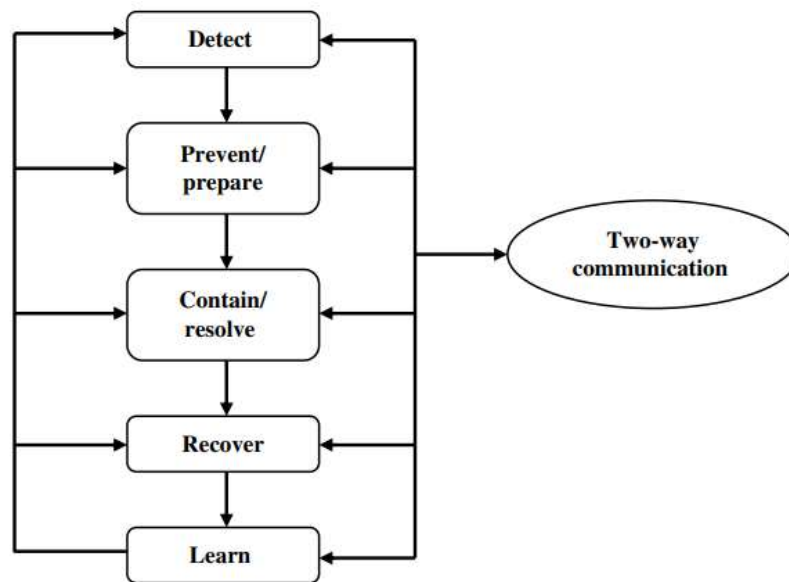 Detect
Prevent/
prepare
Two-way
communication
Contain/
resolve
Recover
Learn